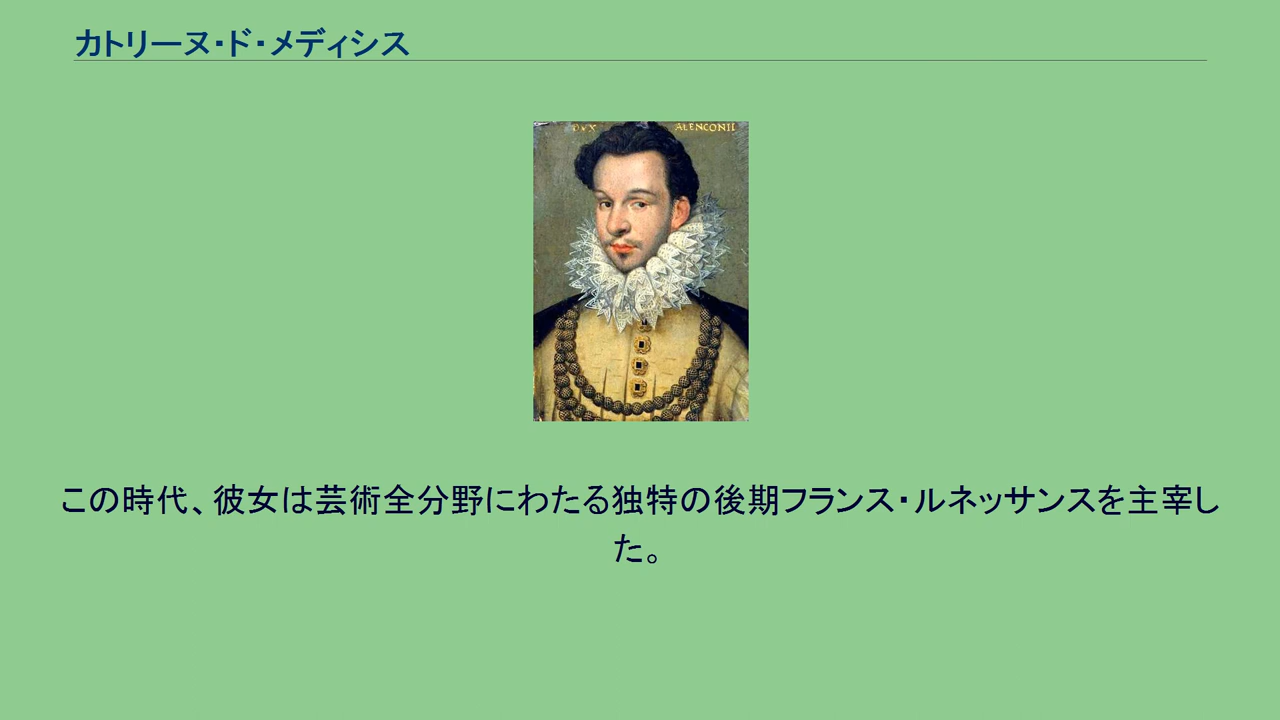 カトリーヌ・ド・メディシス
DVX ALENCONII
この時代、彼女は芸術全分野にわたる独特の後期フランス・ルネッサンスを主宰し
た。